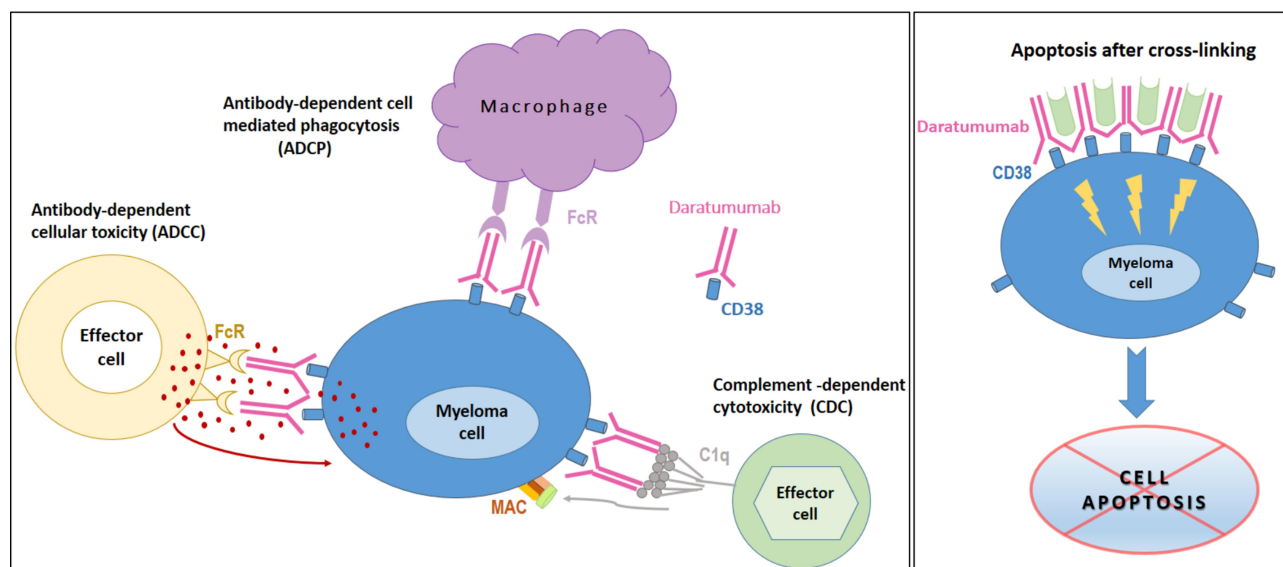 Antibody-dependent cell
mediated phagocytosis
(ADCP)
Macrophage
FcR
Daratumumab
CD38
Antibody-dependent
cellular toxicity (ADCC)
Effector
cell
FcR
Myeloma
cell
MAC
Complement -dependent
cytotoxicity (CDC)
C1q
Effector
cell
Apoptosis after cross-linking
Daratumumab
CD38
Myeloma
cell
CELL
APOPTOSIS